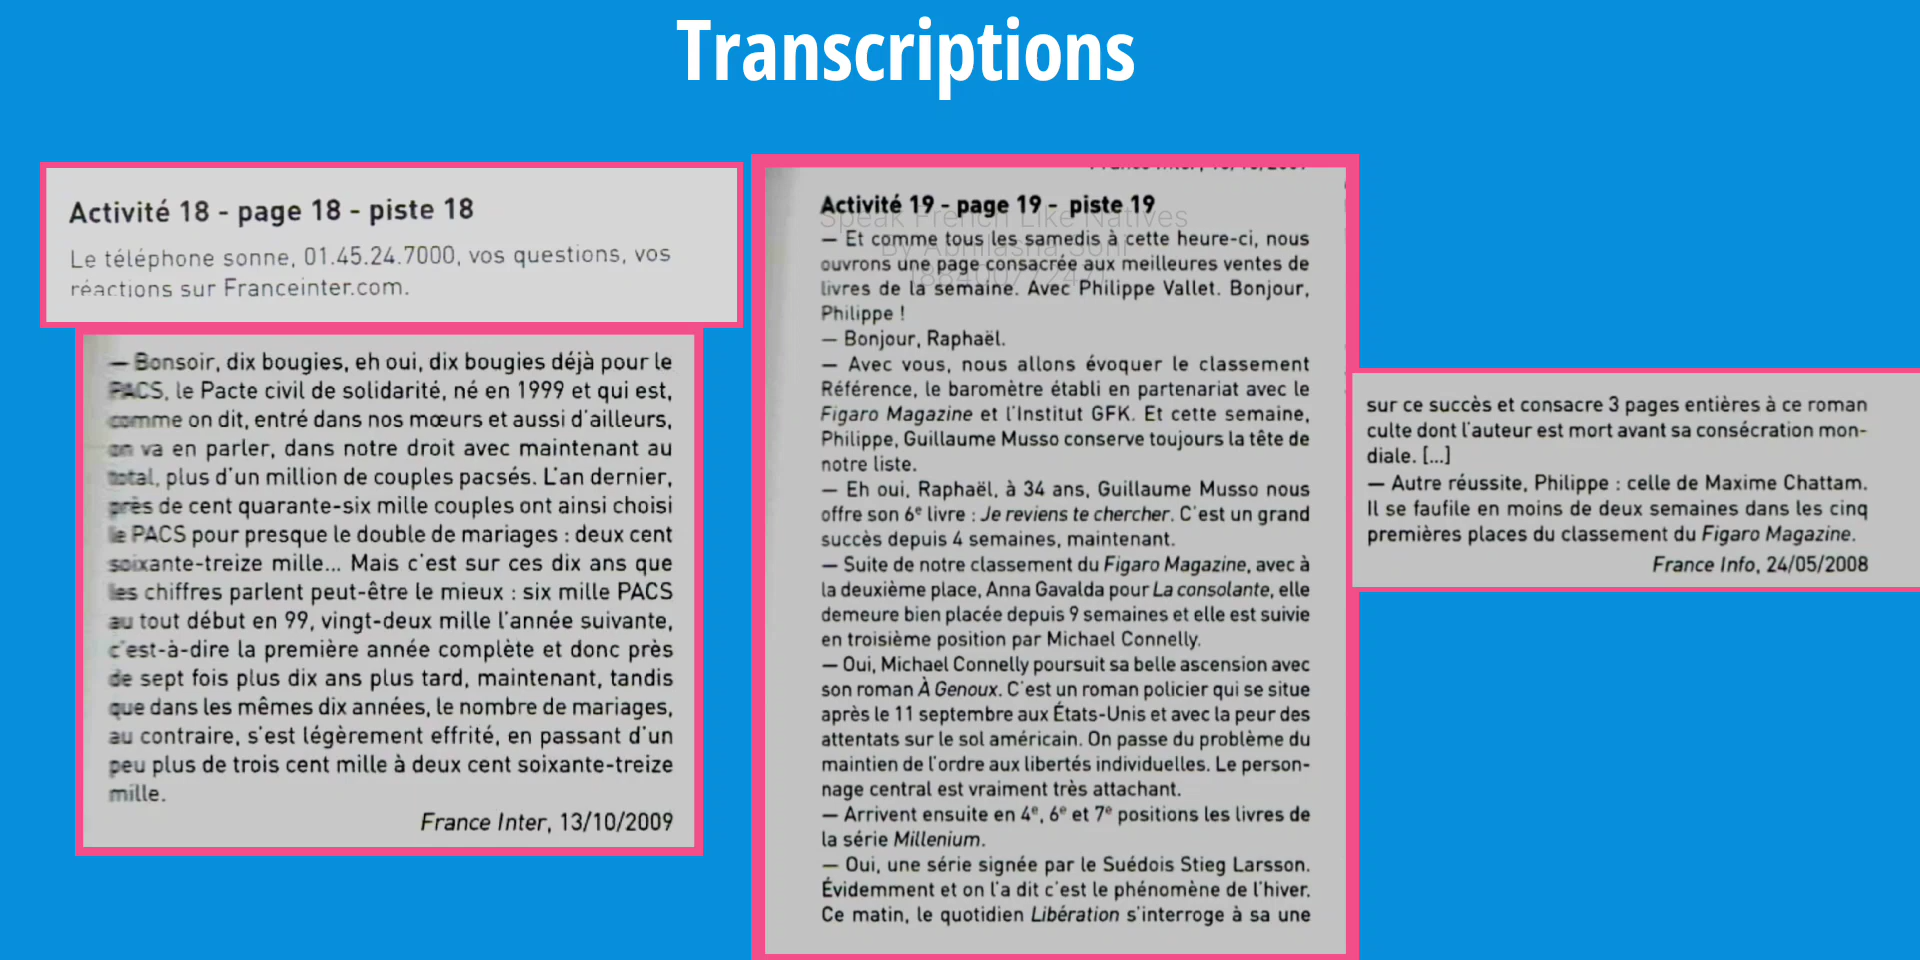 Transcriptions
Activité 18 - page 18 - piste 18
Le téléphone sonne, 01.45.24.7000, vos questions, vos
réactions sur Franceinter.com.
— Bonsoir, dix bougies, eh oui, dix bougies déjà pour le
PACS, le Pacte civil de solidarité, né en 1999 et qui est,
comme on dit, entré dans nos mœurs et aussi d'ailleurs,
on va en parler, dans notre droit avec maintenant au
total, plus d'un million de couples pacsés. L'an dernier,
près de cent quarante-six mille couples ont ainsi choisi
le PACS pour presque le double de mariages : deux cent
soixante-treize mille... Mais c'est sur ces dix ans que
les chiffres parlent peut-être le mieux : six mille PACS
au tout début en 99, vingt-deux mille l'année suivante,
c'est-à-dire la première année complète et donc près
de sept fois plus dix ans plus tard, maintenant, tandis
que dans les mêmes dix années, le nombre de mariages,
au contraire, s'est légèrement effrité, en passant d'un
peu plus de trois cent mille à deux cent soixante-treize
mille.
France Inter, 13/10/2009
Activité 19 - page 19 - piste 19
Speak French Like Natives
— Et comme tous les samedis à cette heure-ci, nous
By Abhilasha Soni
ouvrons une page consacrée aux meilleures ventes de
livres de la semaine. Avec Philippe Vallet. Bonjour,
Philippe !
— Bonjour, Raphaël.
— Avec vous, nous allons évoquer le classement
Référence, le baromètre établi en partenariat avec le
Figaro Magazine et l'Institut GFK. Et cette semaine,
Philippe, Guillaume Musso conserve toujours la tête de
notre liste.
— Eh oui, Raphaël, à 34 ans, Guillaume Musso nous
offre son 6e livre : Je reviens te chercher. C'est un grand
succès depuis 4 semaines, maintenant.
— Suite de notre classement du Figaro Magazine, avec à
la deuxième place, Anna Gavalda pour La consolante, elle
demeure bien placée depuis 9 semaines et elle est suivie
en troisième position par Michael Connelly.
— Oui, Michael Connelly poursuit sa belle ascension avec
son roman À Genoux. C'est un roman policier qui se situe
après le 11 septembre aux États-Unis et avec la peur des
attentats sur le sol américain. On passe du problème du
maintien de l'ordre aux libertés individuelles. Le person-
nage central est vraiment très attachant.
— Arrivent ensuite en 4e, 6e et 7e positions les livres de
la série Millenium.
— Oui, une série signée par le Suédois Stieg Larsson.
Évidemment et on l'a dit c'est le phénomène de l'hiver.
Ce matin, le quotidien Libération s'interroge à sa une
sur ce succès et consacre 3 pages entières à ce roman
culte dont l'auteur est mort avant sa consécration mon-
diale. [...]
— Autre réussite, Philippe : celle de Maxime Chattam.
Il se faufile en moins de deux semaines dans les cinq
premières places du classement du Figaro Magazine.
France Info, 24/05/2008